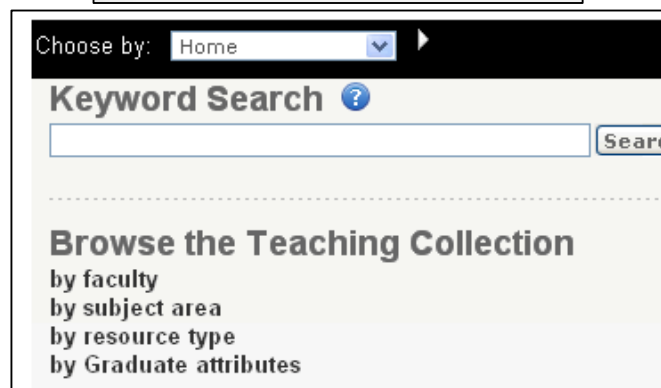 Choose by: Home
Keyword Search ?
Sear
Browse the Teaching Collection
by faculty
by subject area
by resource type
by Graduate attributes